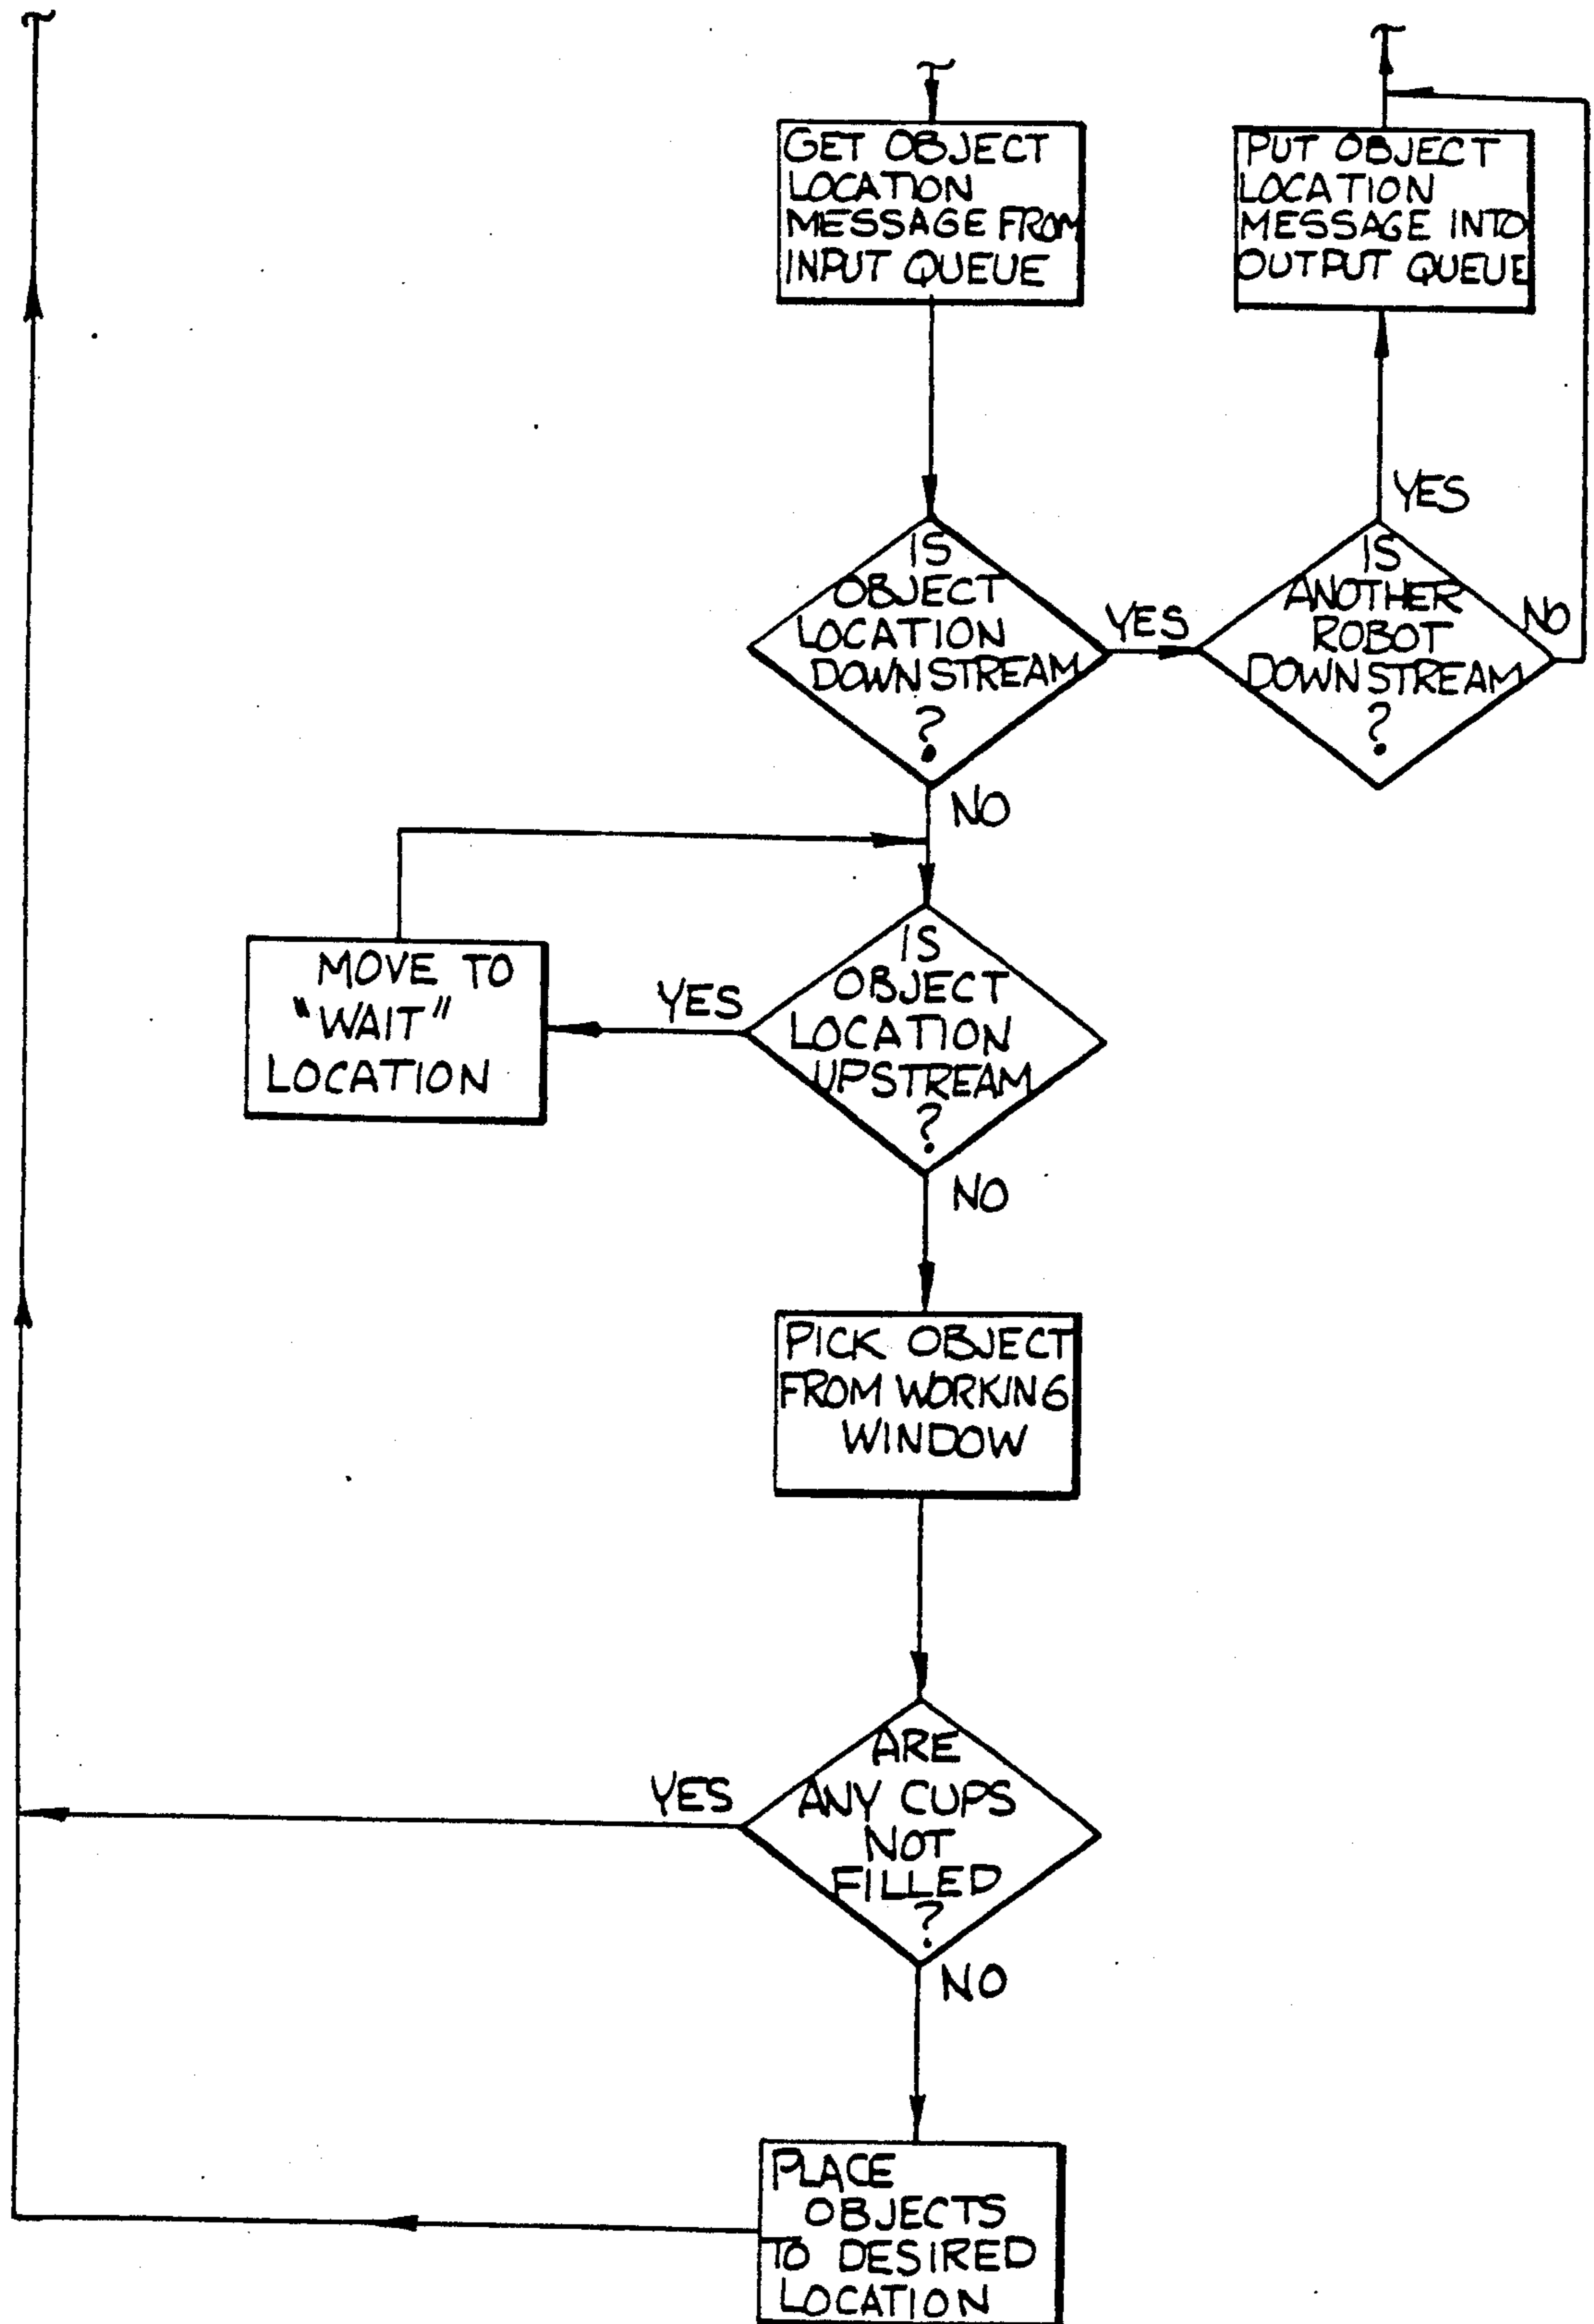 GET OBJECT
LOCATION
MESSAGE FROM
INPUT QUEUE
PUT OBJECT
LOCATION
MESSAGE INTO
OUTPUT QUEUE
YES
IS
OBJECT
LOCATION
DOWNSTREAM
?
YES
IS
ANOTHER
ROBOT
DOWNSTREAM
?
NO
NO
MOVE TO
"WAIT"
LOCATION
YES
IS
OBJECT
LOCATION
UPSTREAM
?
NO
PICK OBJECT
FROM WORKING
WINDOW
YES
ARE
ANY CUPS
NOT
FILLED
?
NO
PLACE
OBJECTS
TO DESIRED
LOCATION